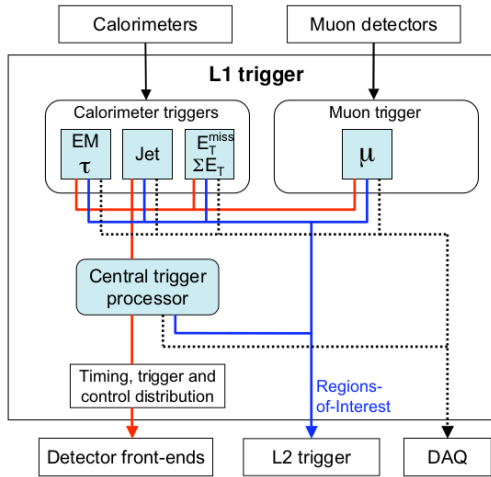 Calorimeters
Muon detectors
L1 trigger
Calorimeter triggers
Muon trigger
EM
τ
Jet
E_T^miss
ΣE_T
μ
Central trigger
processor
Timing, trigger and
control distribution
Regions-
of-Interest
Detector front-ends
L2 trigger
DAQ